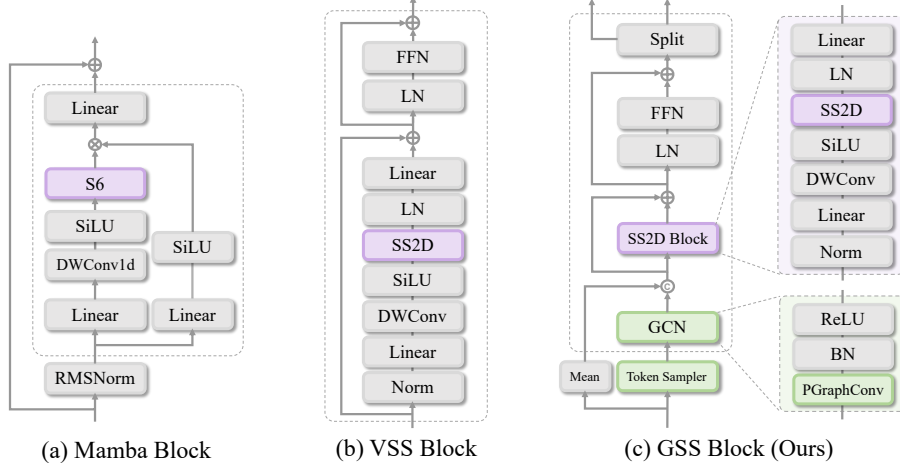 Linear
S6
SiLU
DWConv1d
Linear
SiLU
Linear
RMSNorm
(a) Mamba Block
FFN
LN
Linear
LN
SS2D
SiLU
DWConv
Linear
Norm
(b) VSS Block
Split
FFN
LN
SS2D Block
C
GCN
Mean
Token Sampler
Linear
LN
SS2D
SiLU
DWConv
Linear
Norm
ReLU
BN
PGraphConv
(c) GSS Block (Ours)